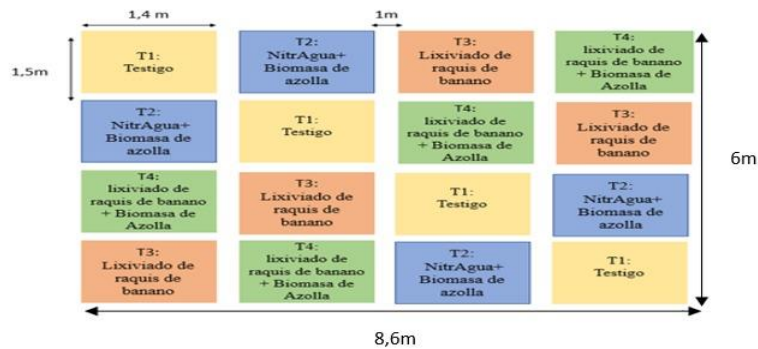 1,4 m
1m
1,5m
T1:
Testigo
T2:
NitrAgua+
Biomasa de
azolla
T3:
Lixiviado de
raquis de
banano
T4:
lixiviado de
raquis de banano
+ Biomasa de
Azolla
T2:
NitrAgua+
Biomasa de
azolla
T1:
Testigo
T4:
lixiviado de
raquis de banano
+ Biomasa de Azolla
T3:
Lixiviado de
raquis de
banano
6m
T4:
lixiviado de
raquis de banano
+ Biomasa de
Azolla
T3:
Lixiviado de
raquis de
banano
T1:
Testigo
T2:
NitrAgua+
Biomasa de
azolla
T3:
Lixiviado de
raquis de
banano
T4:
lixiviado de
raquis de banano
+ Biomasa de
Azolla
T2:
NitrAgua+
Biomasa de
azolla
T1:
Testigo
8,6m